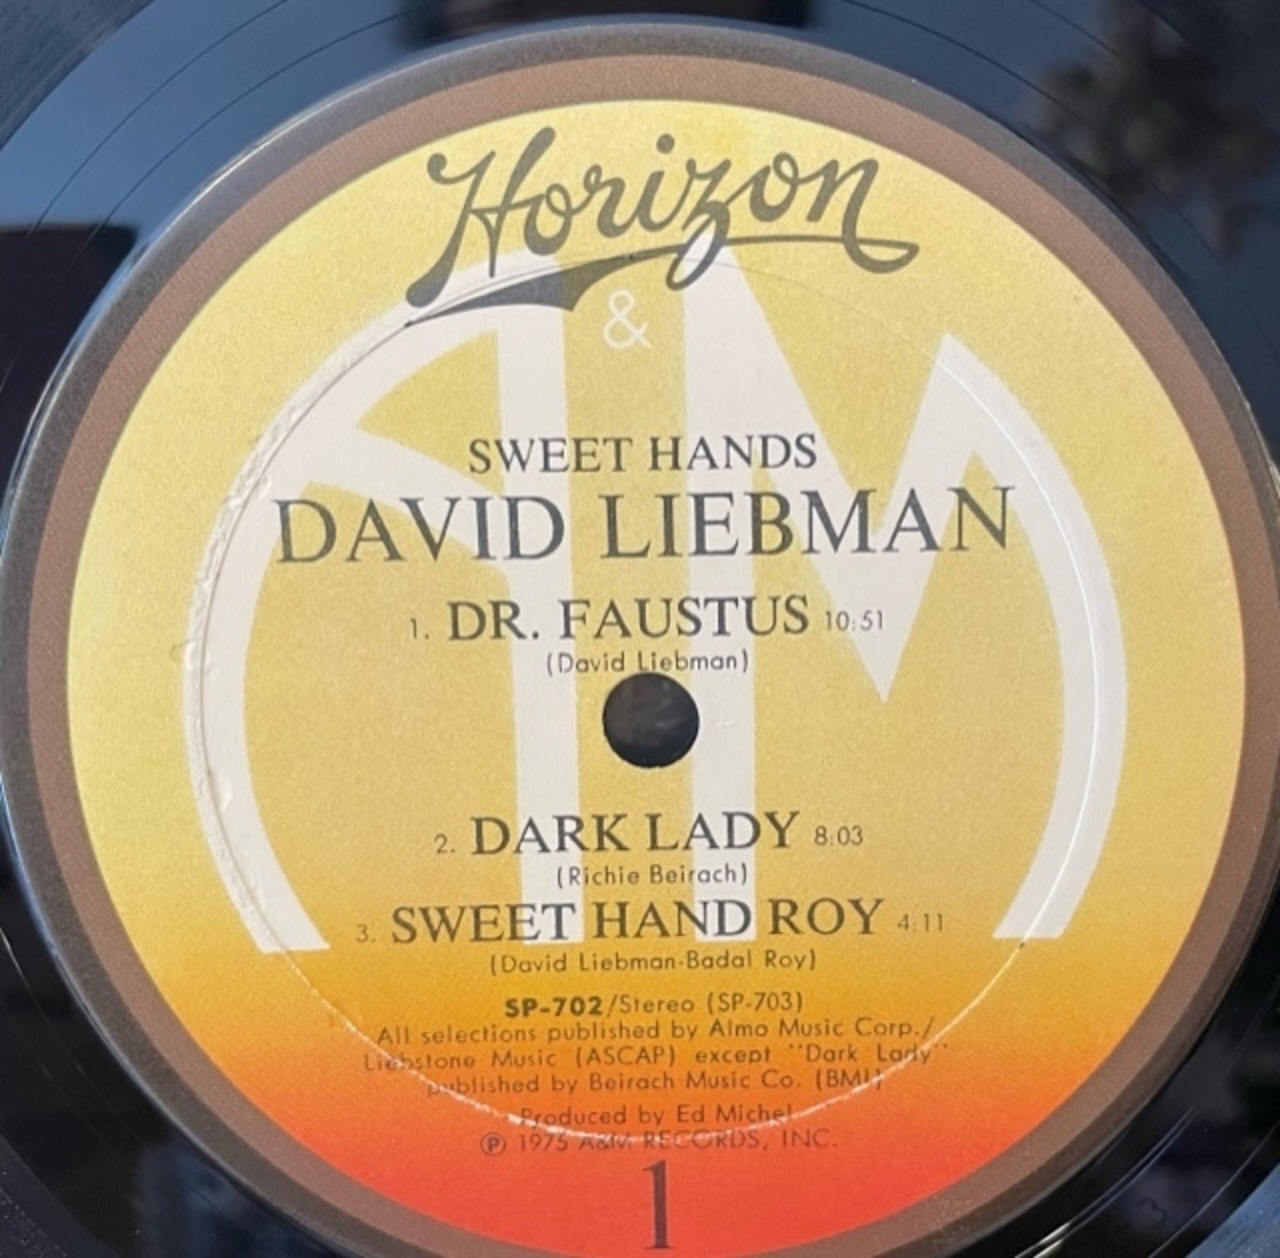 Horizon
&
AM
SWEET HANDS
DAVID LIEBMAN
1. DR. FAUSTUS 10:51
(David Liebman)
2. DARK LADY 8:03
(Richie Beirach)
3. SWEET HAND ROY 4:11
(David Liebman-Badal Roy)
SP-702/Stereo (SP-703)
All selections published by Almo Music Corp./
Liebstone Music (ASCAP) except "Dark Lady"
published by Beirach Music Co. (BMI)
Produced by Ed Michel
℗ 1975 A&M RECORDS, INC.
1